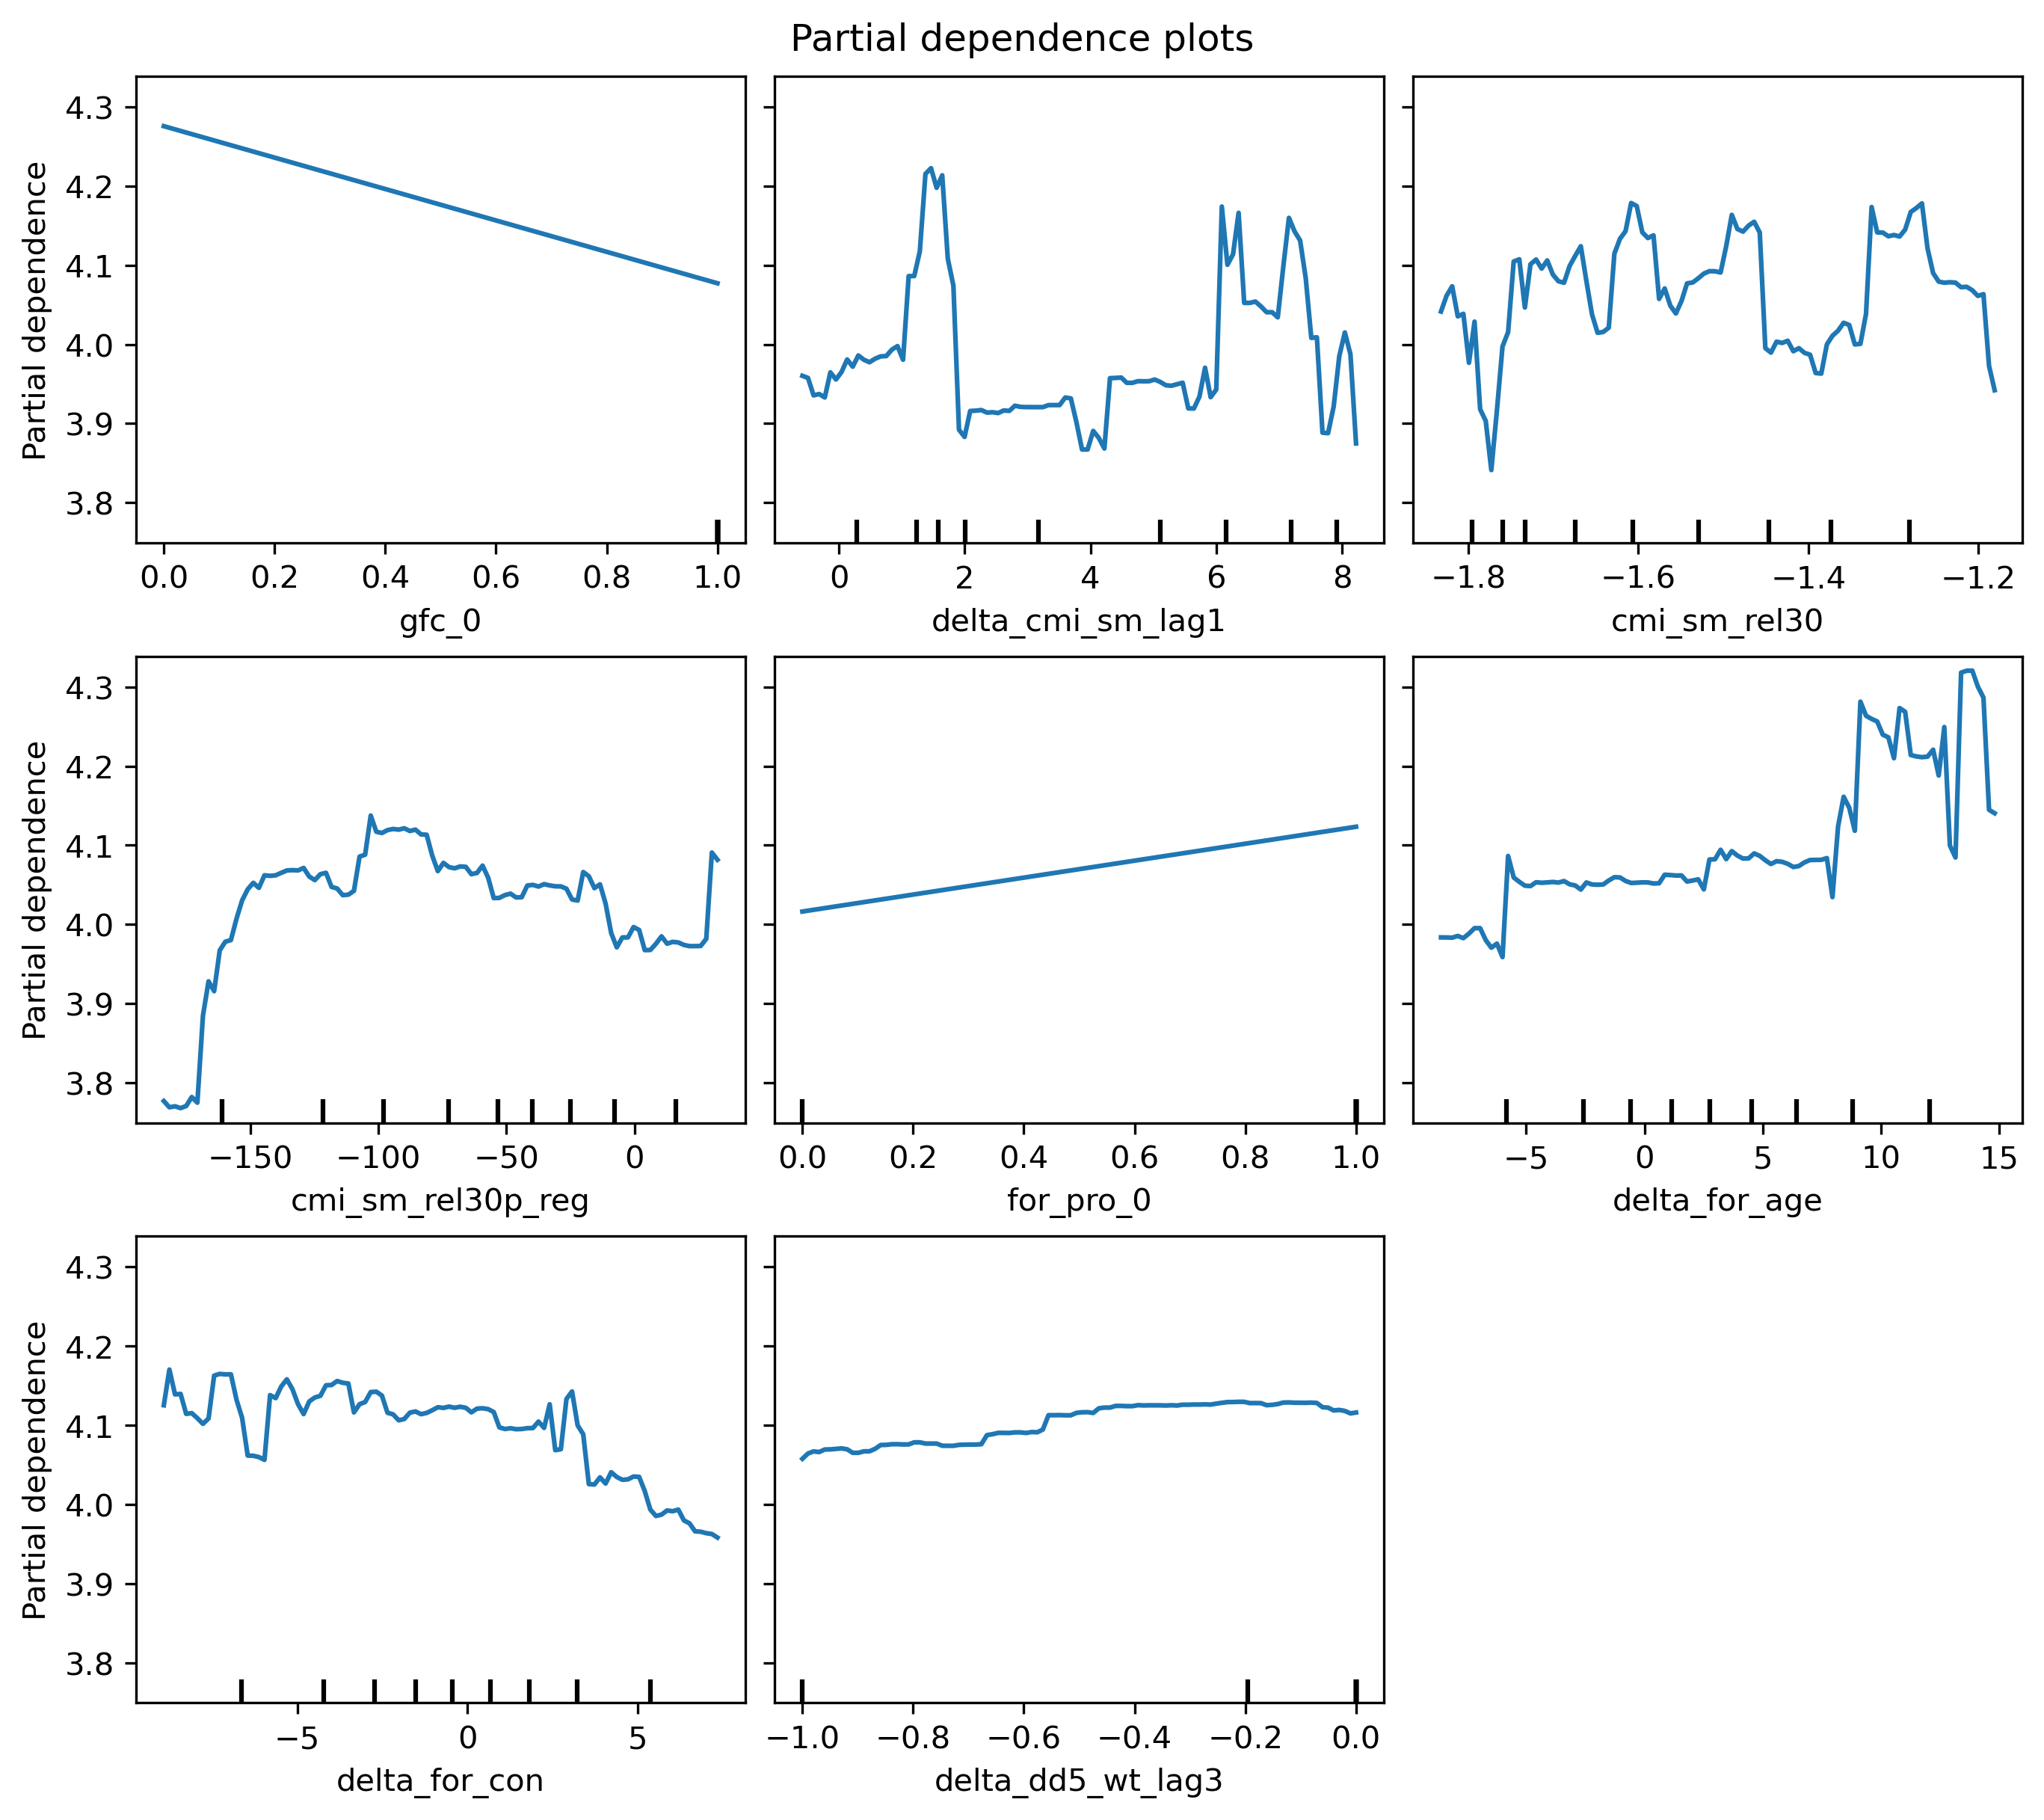 Partial dependence plots
Partial dependence
4.3
4.2
4.1
4.0
3.9
3.8
0.0 0.2 0.4 0.6 0.8 1.0
gfc_0
0 2 4 6 8
delta_cmi_sm_lag1
−1.8 −1.6 −1.4 −1.2
cmi_sm_rel30
Partial dependence
4.3
4.2
4.1
4.0
3.9
3.8
−150 −100 −50 0
cmi_sm_rel30p_reg
0.0 0.2 0.4 0.6 0.8 1.0
for_pro_0
−5 0 5 10 15
delta_for_age
Partial dependence
4.3
4.2
4.1
4.0
3.9
3.8
−5 0 5
delta_for_con
−1.0 −0.8 −0.6 −0.4 −0.2 0.0
delta_dd5_wt_lag3